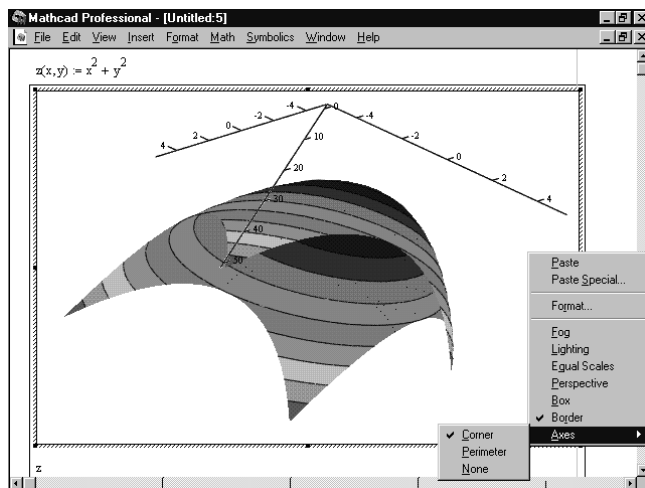 Mathcad Professional - [Untitled:5]
File Edit View Insert Format Math Symbolics Window Help
z(x,y) := x² + y²
-4
-2
0
2
4
0
-4
-2
0
2
4
10
20
30
40
50
Paste
Paste Special...
Format...
Fog
Lighting
Equal Scales
Perspective
Box
Border
Axes
Corner
Perimeter
None
z